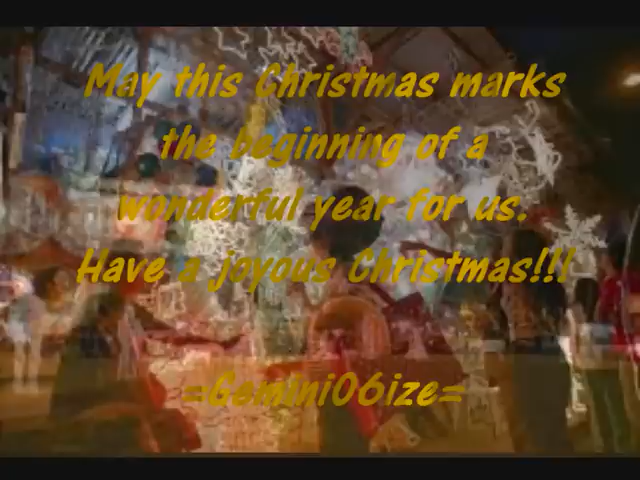 May this Christmas marks
the beginning of a
wonderful year for us.
Have a joyous Christmas!!!
=Gemini06ize=